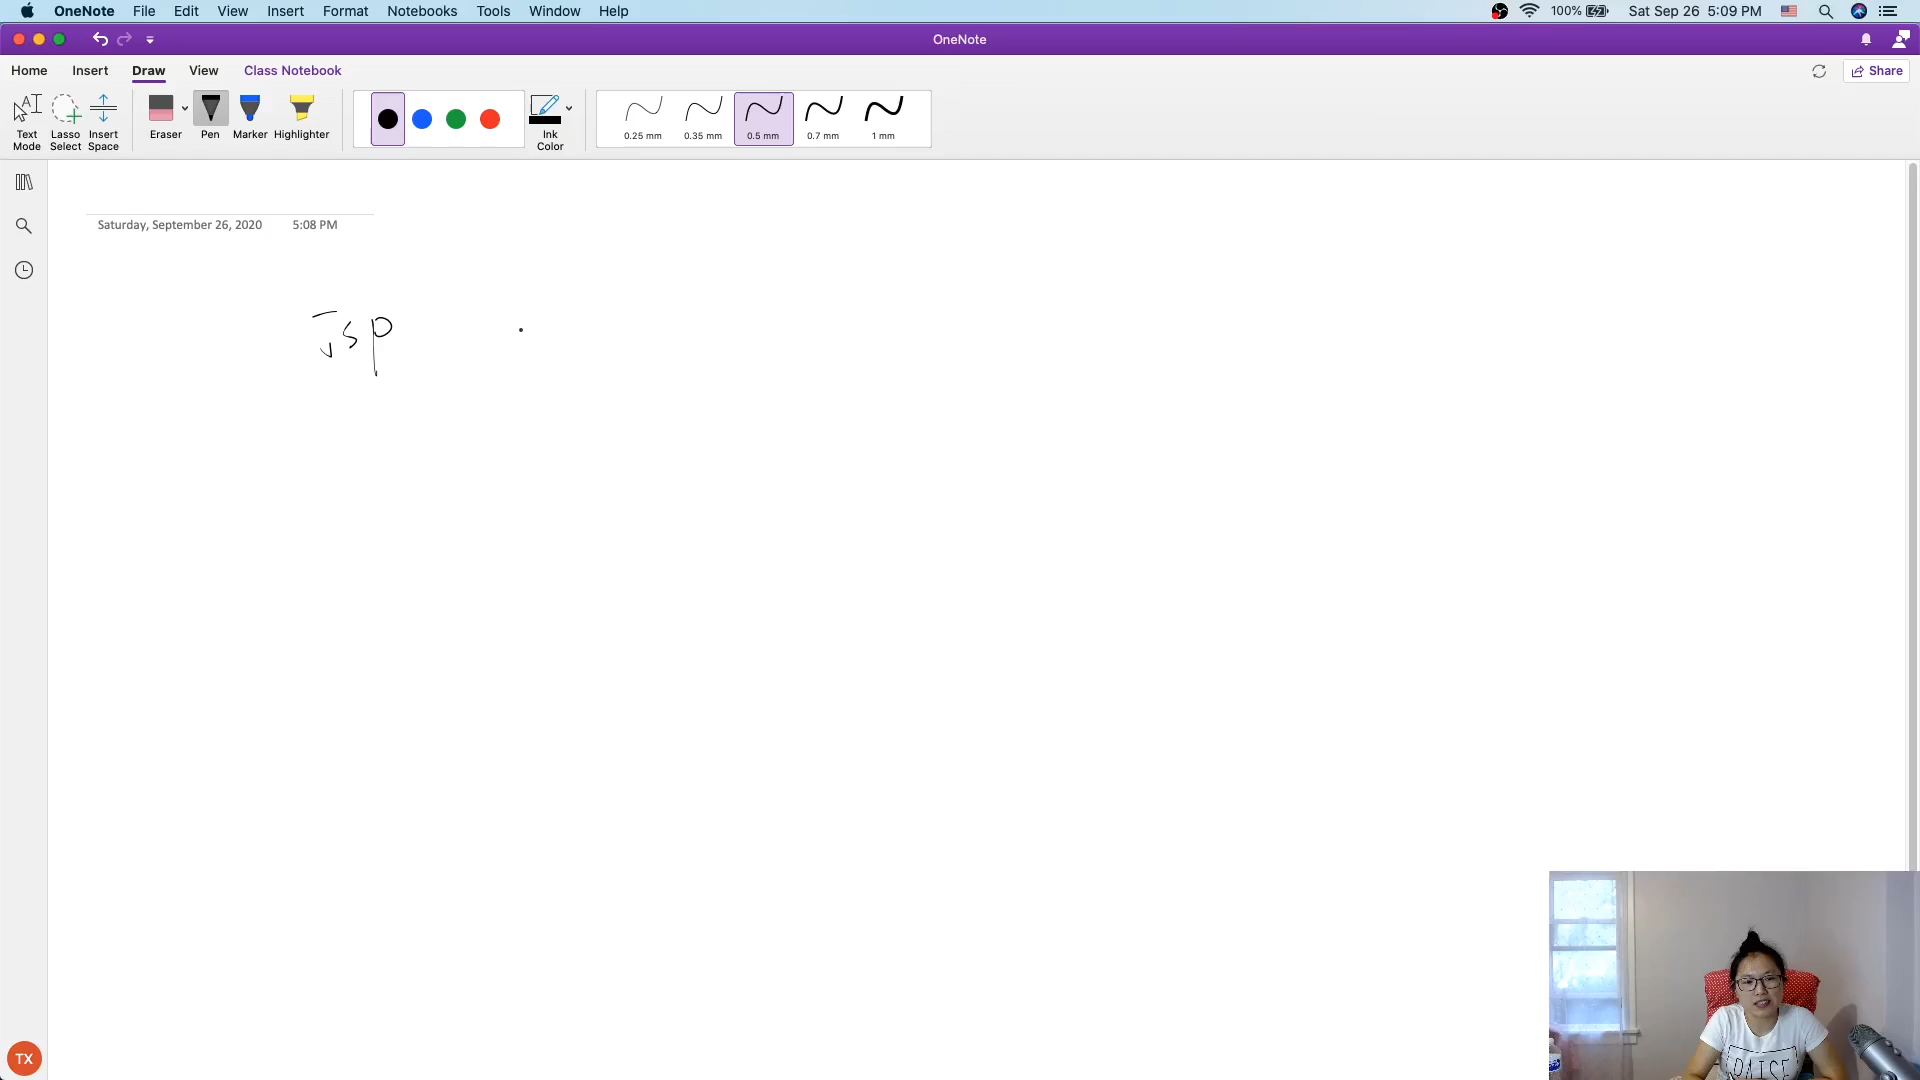 OneNote File Edit View Insert Format Notebooks Tools Window Help 100% Sat Sep 26 5:09 PM
OneNote
Home Insert Draw View Class Notebook Share
Text Mode Lasso Select Insert Space Eraser Pen Marker Highlighter Ink Color 0.25 mm 0.35 mm 0.5 mm 0.7 mm 1 mm
Saturday, September 26, 2020 5:08 PM
Jsp
TX
RAISE